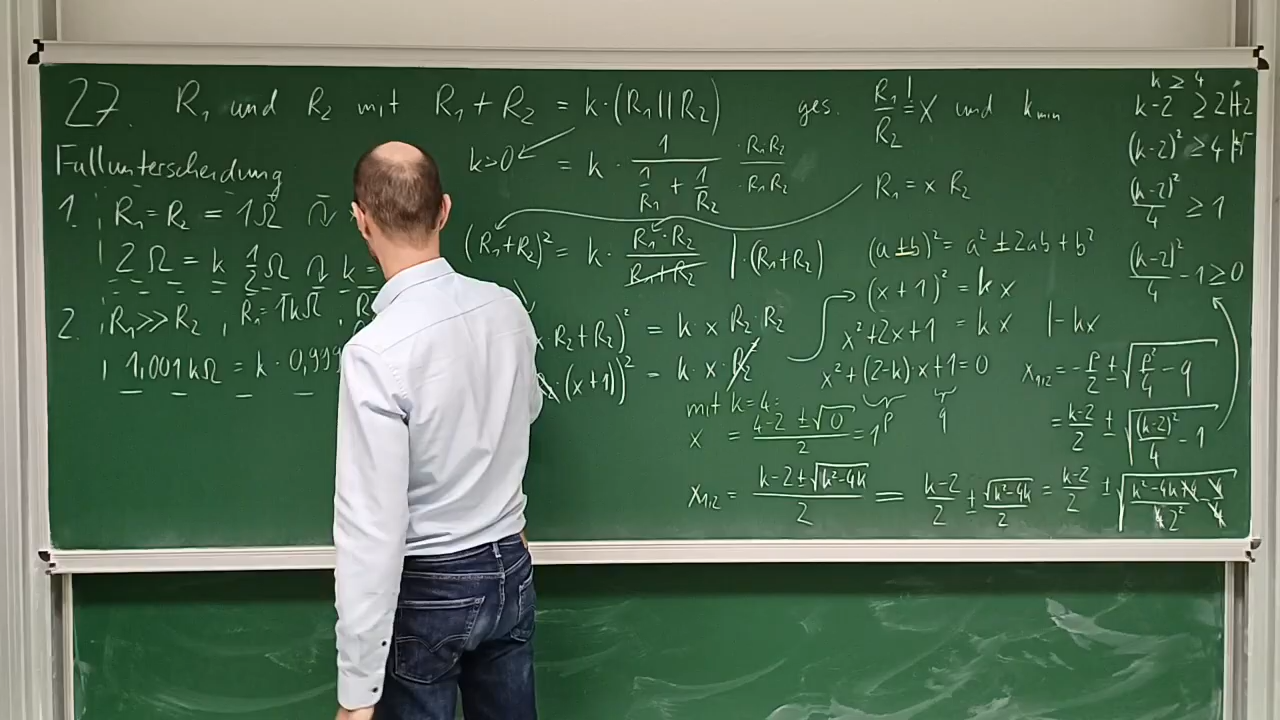 27. R₁ und R₂ mit R₁ + R₂ = k · (R₁ || R₂) ges. R₁/R₂ =! x und k min
k>0 = k · 1/(1/R₁ + 1/R₂) · R₁R₂ / · R₁R₂
R₁ = x R₂
Fallunterscheidung
1. R₁ = R₂ = 1Ω
2Ω = k 1/2 Ω k =
2. R₁ >> R₂, R₁ = 1kΩ,
1,001 kΩ = k · 0,999
(R₁+R₂)² = k · R₁·R₂/(R₁+R₂) | · (R₁+R₂)
· R₂ + R₂)² = k · x R₂ · R₂
· (x+1))² = k · x · R₂
(a ± b)² = a² ± 2ab + b²
(x+1)² = k x
x² + 2x + 1 = k x | -kx
x² + (2-k) · x + 1 = 0
p q
mit k=4:
x = (4-2 ± √0)/2 = 1
x₁,₂ = -p/2 ± √(p²/4 - q)
= (k-2)/2 ± √((k-2)²/4 - 1)
x₁,₂ = (k-2 ± √(k²-4k))/2 = (k-2)/2 ± √(k²-4k)/2 = (k-2)/2 ± √((k²-4k+4)/2² - 4/4)
k ≥ 4
k-2 ≥ 2 |+2
(k-2)² ≥ 4 |√
(k-2)²/4 ≥ 1
(k-2)²/4 - 1 ≥ 0